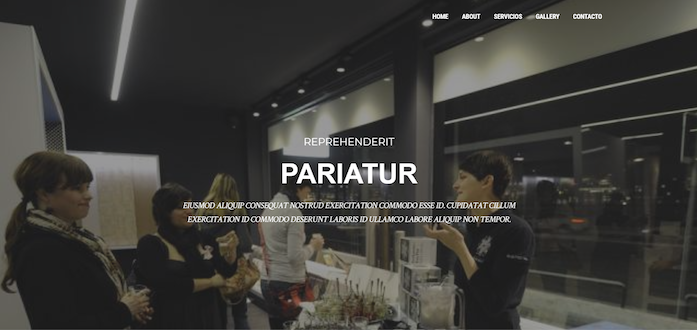 HOME ABOUT SERVICIOS GALLERY CONTACTO
REPREHENDERIT
PARIATUR
EIUSMOD ALIQUIP CONSEQUAT NOSTRUD EXERCITATION COMMODO ESSE ID. CUPIDATAT CILLUM
EXERCITATION ID COMMODO DESERUNT LABORIS ID ULLAMCO LABORE ALIQUIP NON TEMPOR.